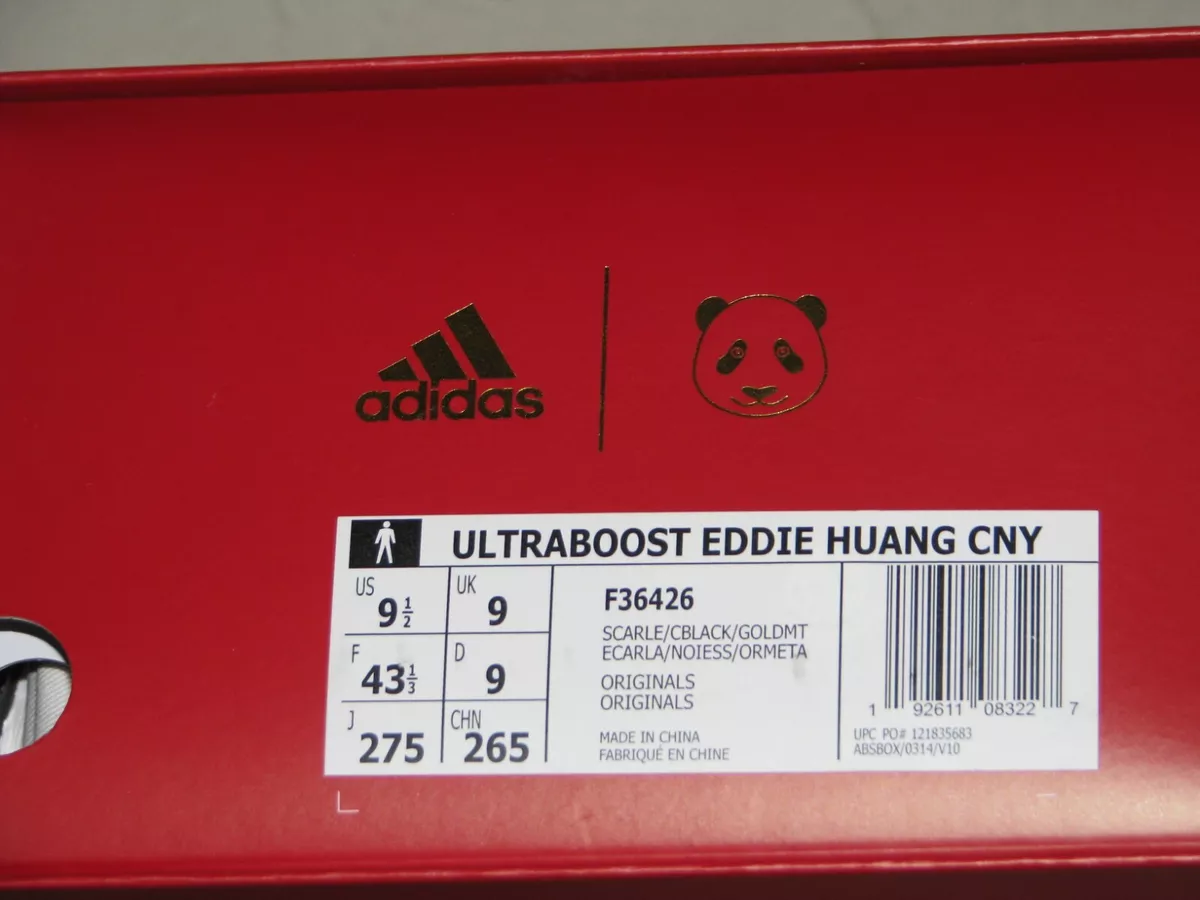 adidas
ULTRABOOST EDDIE HUANG CNY
US
9 1/2
UK
9
F
43 1/3
D
9
J
275
CHN
265
F36426
SCARLE/CBLACK/GOLDMT
ECARLA/NOIESS/ORMETA
ORIGINALS
ORIGINALS
MADE IN CHINA
FABRIQUÉ EN CHINE
1 92611 08322 7
UPC PO# 121835683
ABSBOX/0314/V10